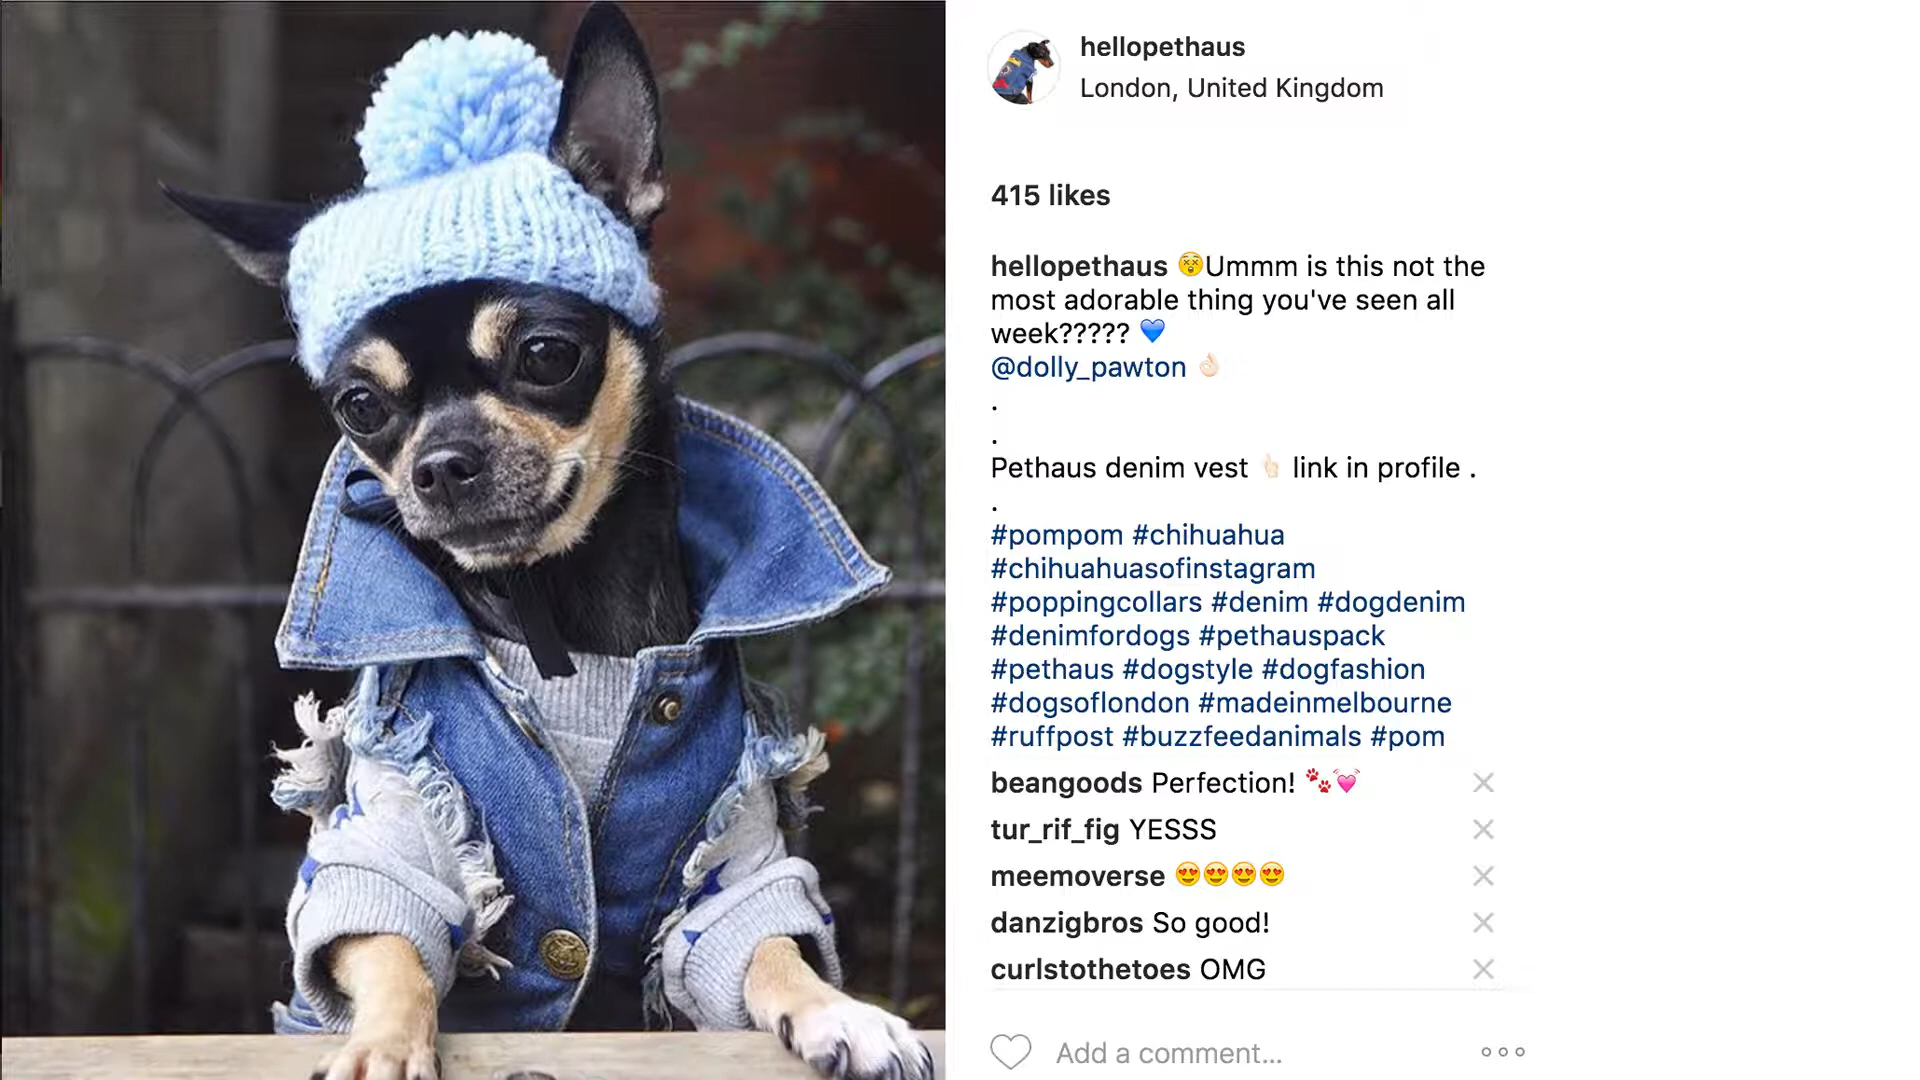 hellopethaus
London, United Kingdom
415 likes
hellopethaus 😵Ummm is this not the
most adorable thing you've seen all
week????? 💙
@dolly_pawton 👌🏻
.
.
Pethaus denim vest 👆🏻 link in profile .
.
#pompom #chihuahua
#chihuahuasofinstagram
#poppingcollars #denim #dogdenim
#denimfordogs #pethauspack
#pethaus #dogstyle #dogfashion
#dogsoflondon #madeinmelbourne
#ruffpost #buzzfeedanimals #pom
beangoods Perfection! 🐾💓
tur_rif_fig YESSS
meemoverse 😍😍😍😍
danzigbros So good!
curlstothetoes OMG
Add a comment...